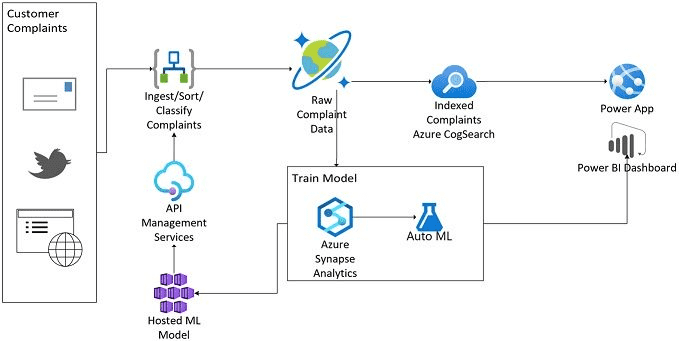 Customer
Complaints
Ingest/Sort/
Classify
Complaints
Raw
Complaint
Data
Indexed
Complaints
Azure CogSearch
Power App
Power BI Dashboard
API
Management
Services
Train Model
Azure
Synapse
Analytics
Auto ML
Hosted ML
Model